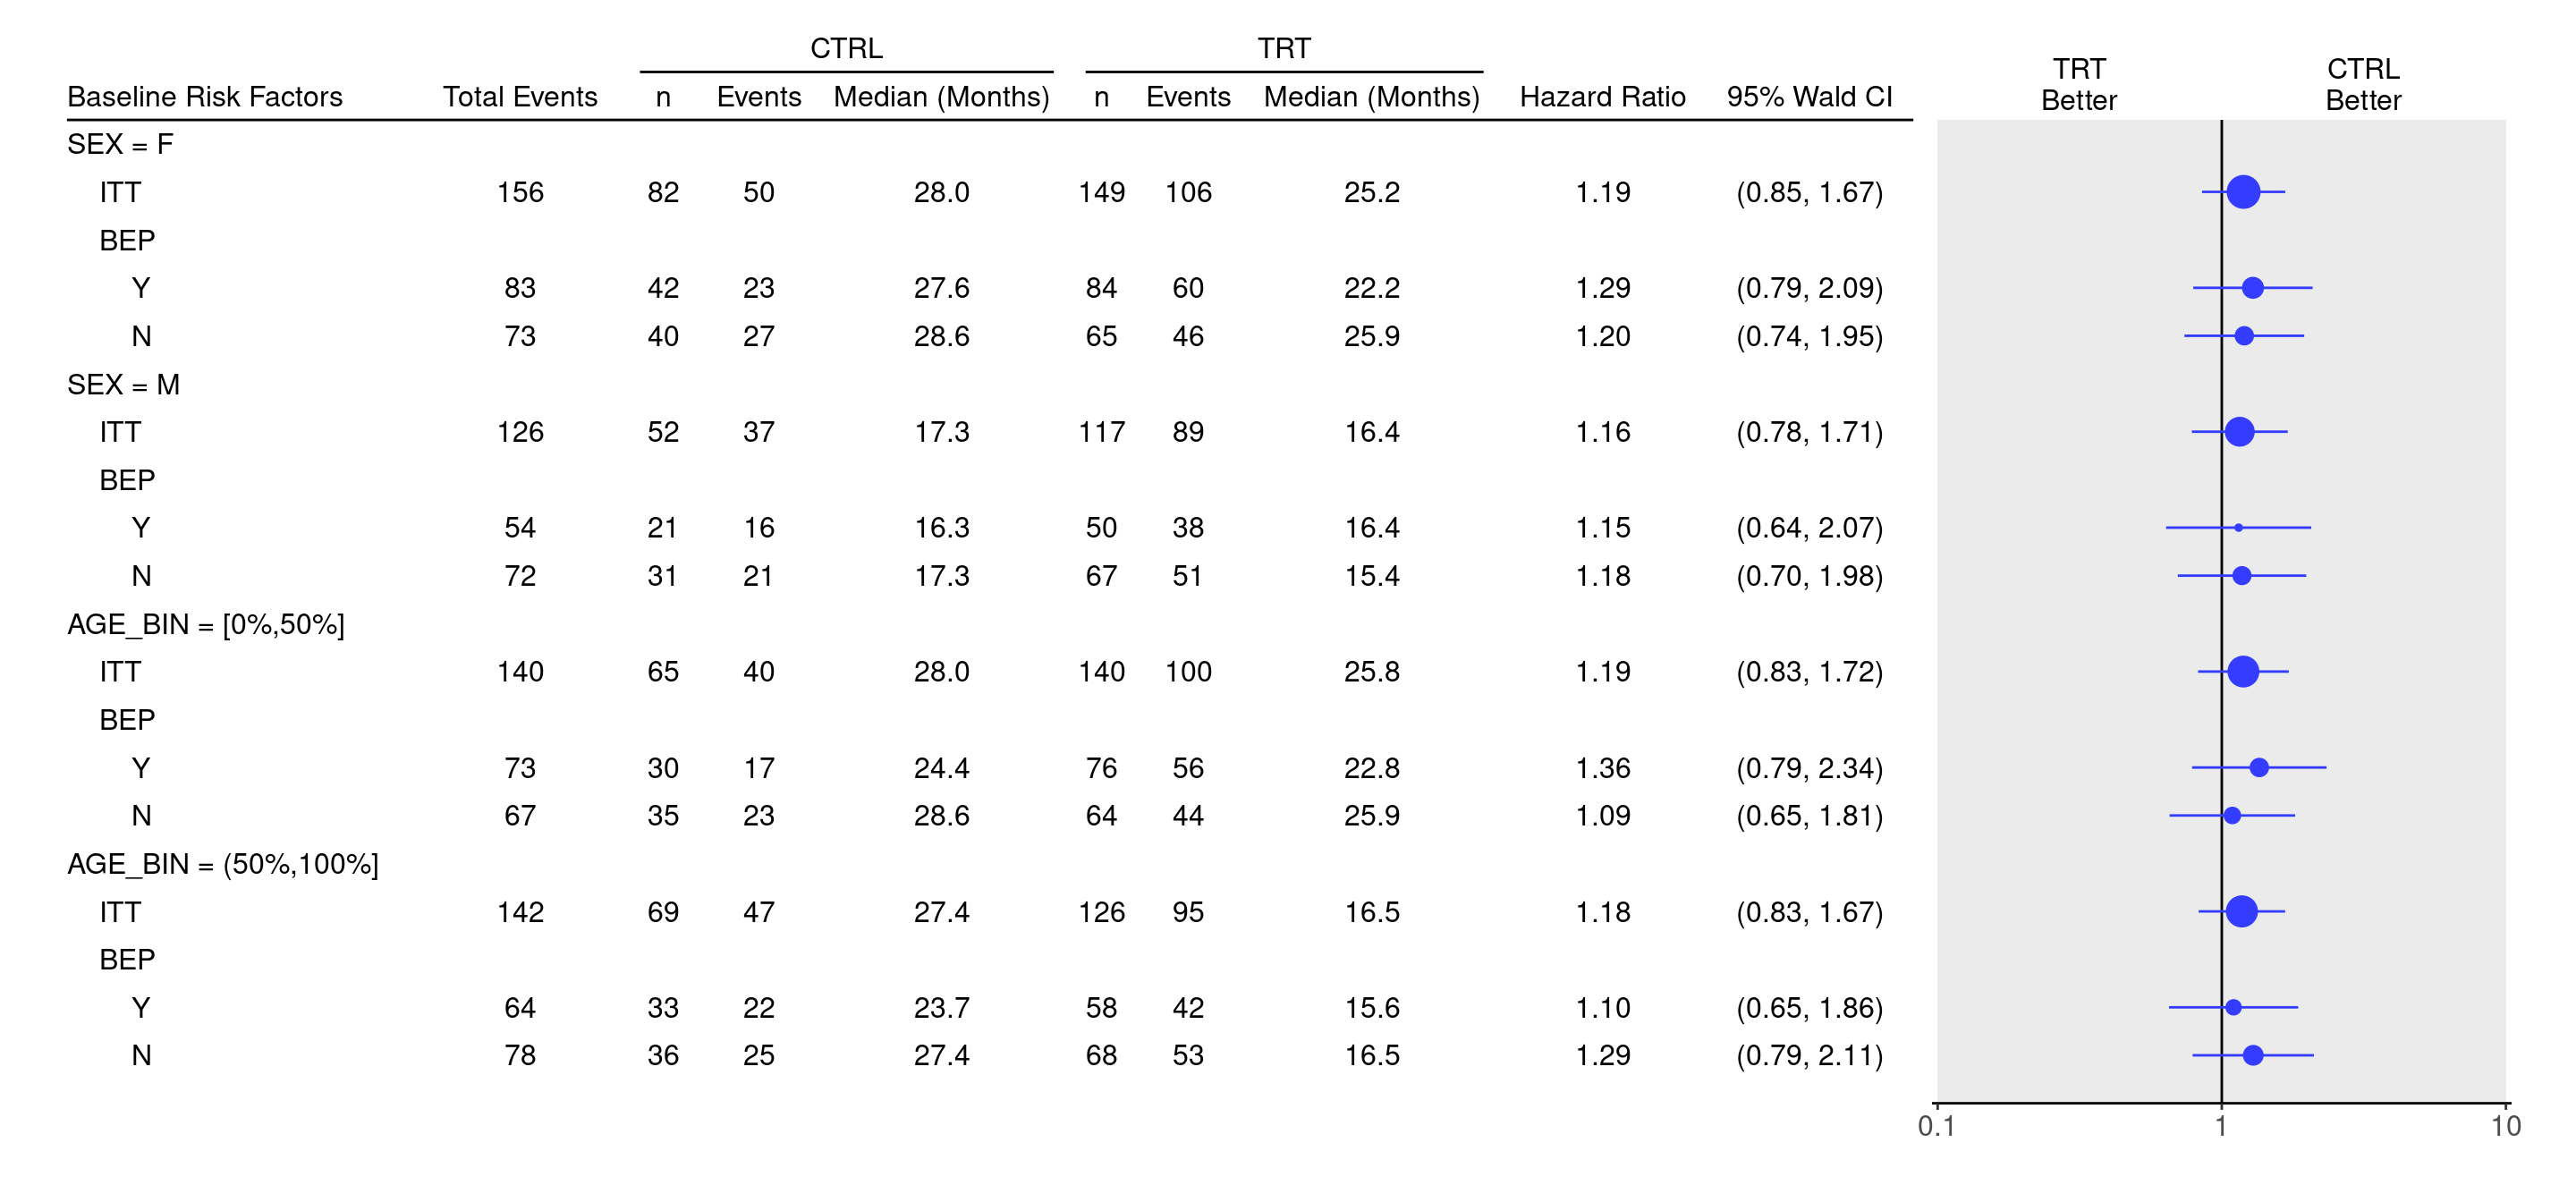 CTRL TRT
TRT CTRL
Baseline Risk Factors Total Events n Events Median (Months) n Events Median (Months) Hazard Ratio 95% Wald CI Better Better
SEX = F
ITT 156 82 50 28.0 149 106 25.2 1.19 (0.85, 1.67)
BEP
Y 83 42 23 27.6 84 60 22.2 1.29 (0.79, 2.09)
N 73 40 27 28.6 65 46 25.9 1.20 (0.74, 1.95)
SEX = M
ITT 126 52 37 17.3 117 89 16.4 1.16 (0.78, 1.71)
BEP
Y 54 21 16 16.3 50 38 16.4 1.15 (0.64, 2.07)
N 72 31 21 17.3 67 51 15.4 1.18 (0.70, 1.98)
AGE_BIN = [0%,50%]
ITT 140 65 40 28.0 140 100 25.8 1.19 (0.83, 1.72)
BEP
Y 73 30 17 24.4 76 56 22.8 1.36 (0.79, 2.34)
N 67 35 23 28.6 64 44 25.9 1.09 (0.65, 1.81)
AGE_BIN = (50%,100%]
ITT 142 69 47 27.4 126 95 16.5 1.18 (0.83, 1.67)
BEP
Y 64 33 22 23.7 58 42 15.6 1.10 (0.65, 1.86)
N 78 36 25 27.4 68 53 16.5 1.29 (0.79, 2.11)
0.1 1 10